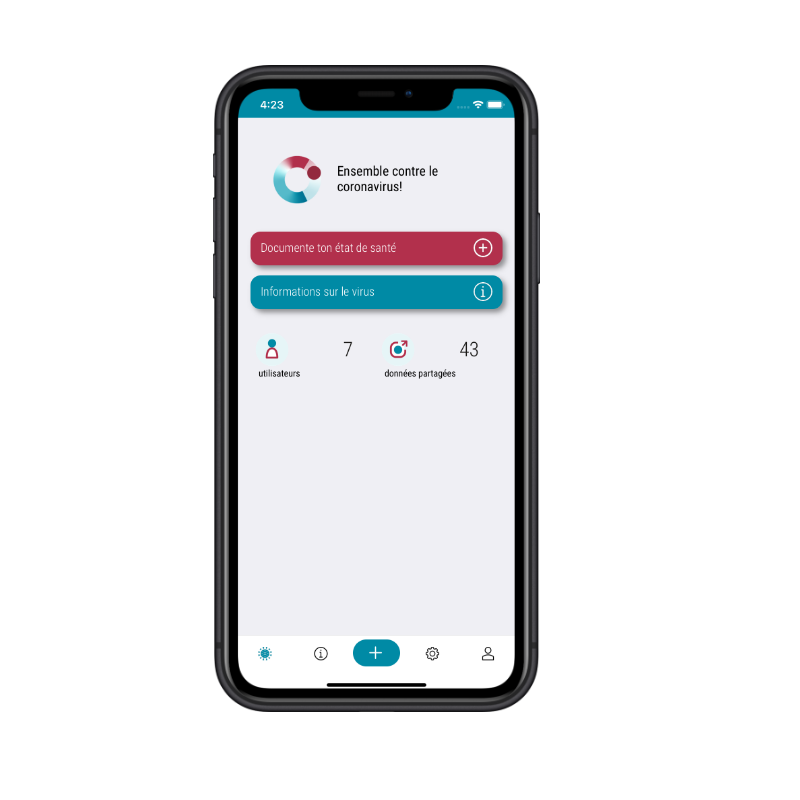 4:23
Ensemble contre le
coronavirus!
Documente ton état de santé
Informations sur le virus
7
43
utilisateurs
données partagées